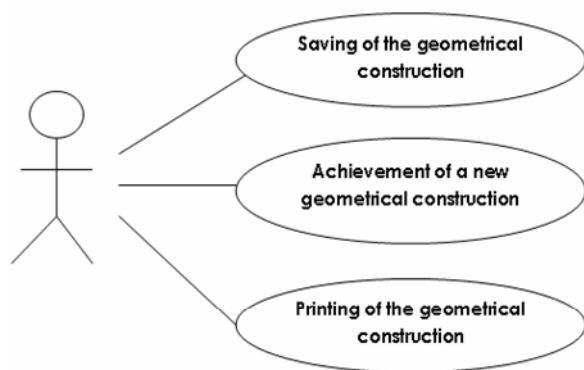 Saving of the geometrical
construction
Achievement of a new
geometrical construction
Printing of the geometrical
construction